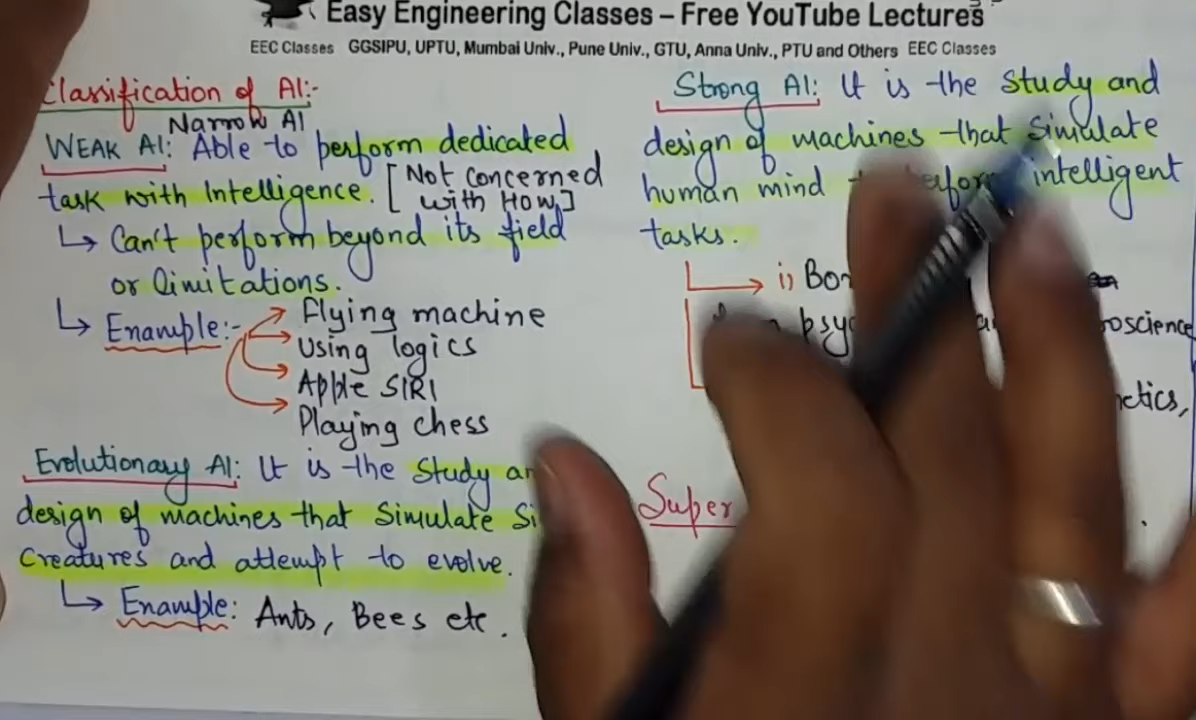 Easy Engineering Classes – Free YouTube Lectures
EEC Classes GGSIPU, UPTU, Mumbai Univ., Pune Univ., GTU, Anna Univ., PTU and Others EEC Classes
Classification of AI:-
Narrow AI
WEAK AI: Able to perform dedicated
task with Intelligence. [Not concerned
with How]
↳ Can't perform beyond its field
or limitations.
↳ Example:- Flying machine
Using logics
Apple SIRI
Playing chess
Evolutionary AI: It is the study
design of machines that Simulate
Creatures and attempt to evolve.
↳ Example: Ants, Bees etc.
Strong AI: It is the study and
design of machines that Simulate
human mind intelligent
tasks.
i)
Super